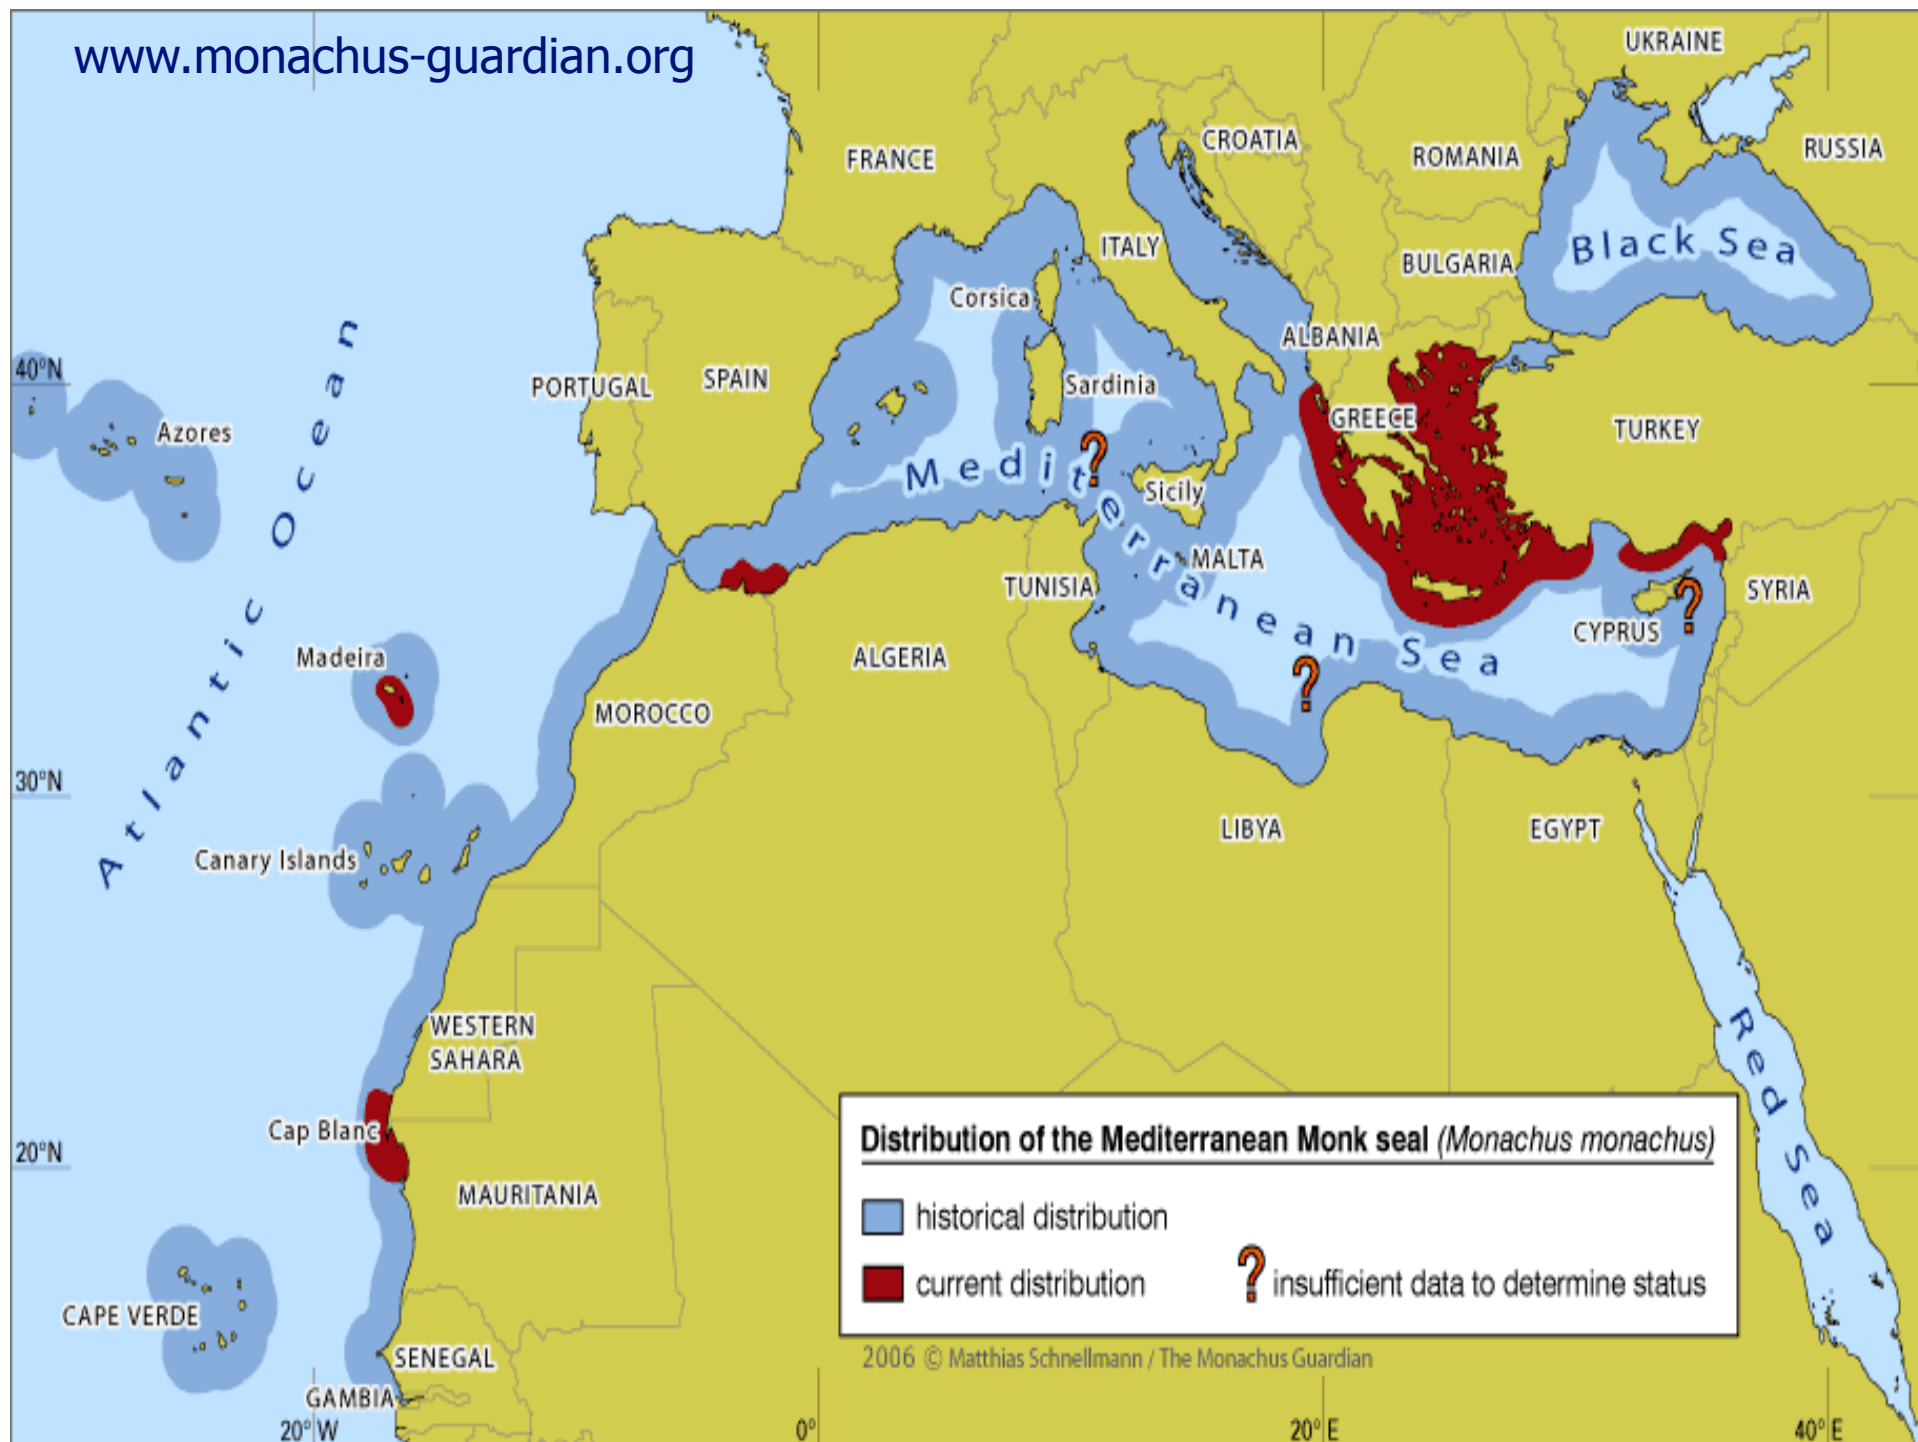 www.monachus-guardian.org
UKRAINE
CROATIA
FRANCE
ROMANIA
RUSSIA
ITALY
Black Sea
BULGARIA
Corsica
ALBANIA
40°N
PORTUGAL
SPAIN
Sardinia
GREECE
TURKEY
Azores
Atlantic Ocean
Mediterranean Sea
?
Sicily
MALTA
TUNISIA
SYRIA
?
CYPRUS
Madeira
ALGERIA
?
MOROCCO
30°N
LIBYA
EGYPT
Canary Islands
WESTERN
SAHARA
Red Sea
Cap Blanc
20°N
MAURITANIA
Distribution of the Mediterranean Monk seal (Monachus monachus)
historical distribution
current distribution
? insufficient data to determine status
CAPE VERDE
SENEGAL
2006 © Matthias Schnellmann / The Monachus Guardian
GAMBIA
20° W
0°
20° E
40° E